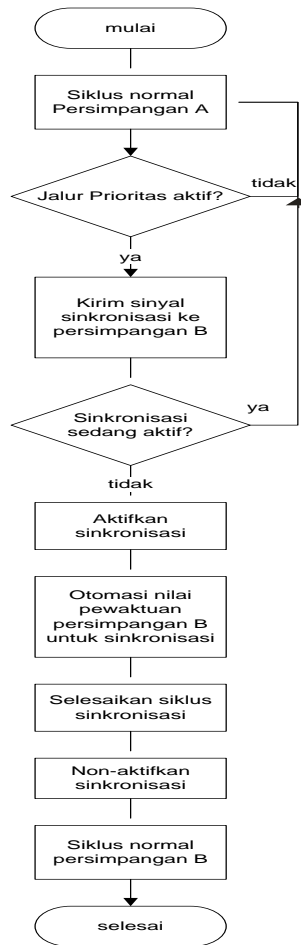 mulai
Siklus normal
Persimpangan A
Jalur Prioritas aktif?
tidak
ya
Kirim sinyal
sinkronisasi ke
persimpangan B
Sinkronisasi
sedang aktif?
ya
tidak
Aktifkan
sinkronisasi
Otomasi nilai
pewaktuan
persimpangan B
untuk sinkronisasi
Selesaikan siklus
sinkronisasi
Non-aktifkan
sinkronisasi
Siklus normal
persimpangan B
selesai